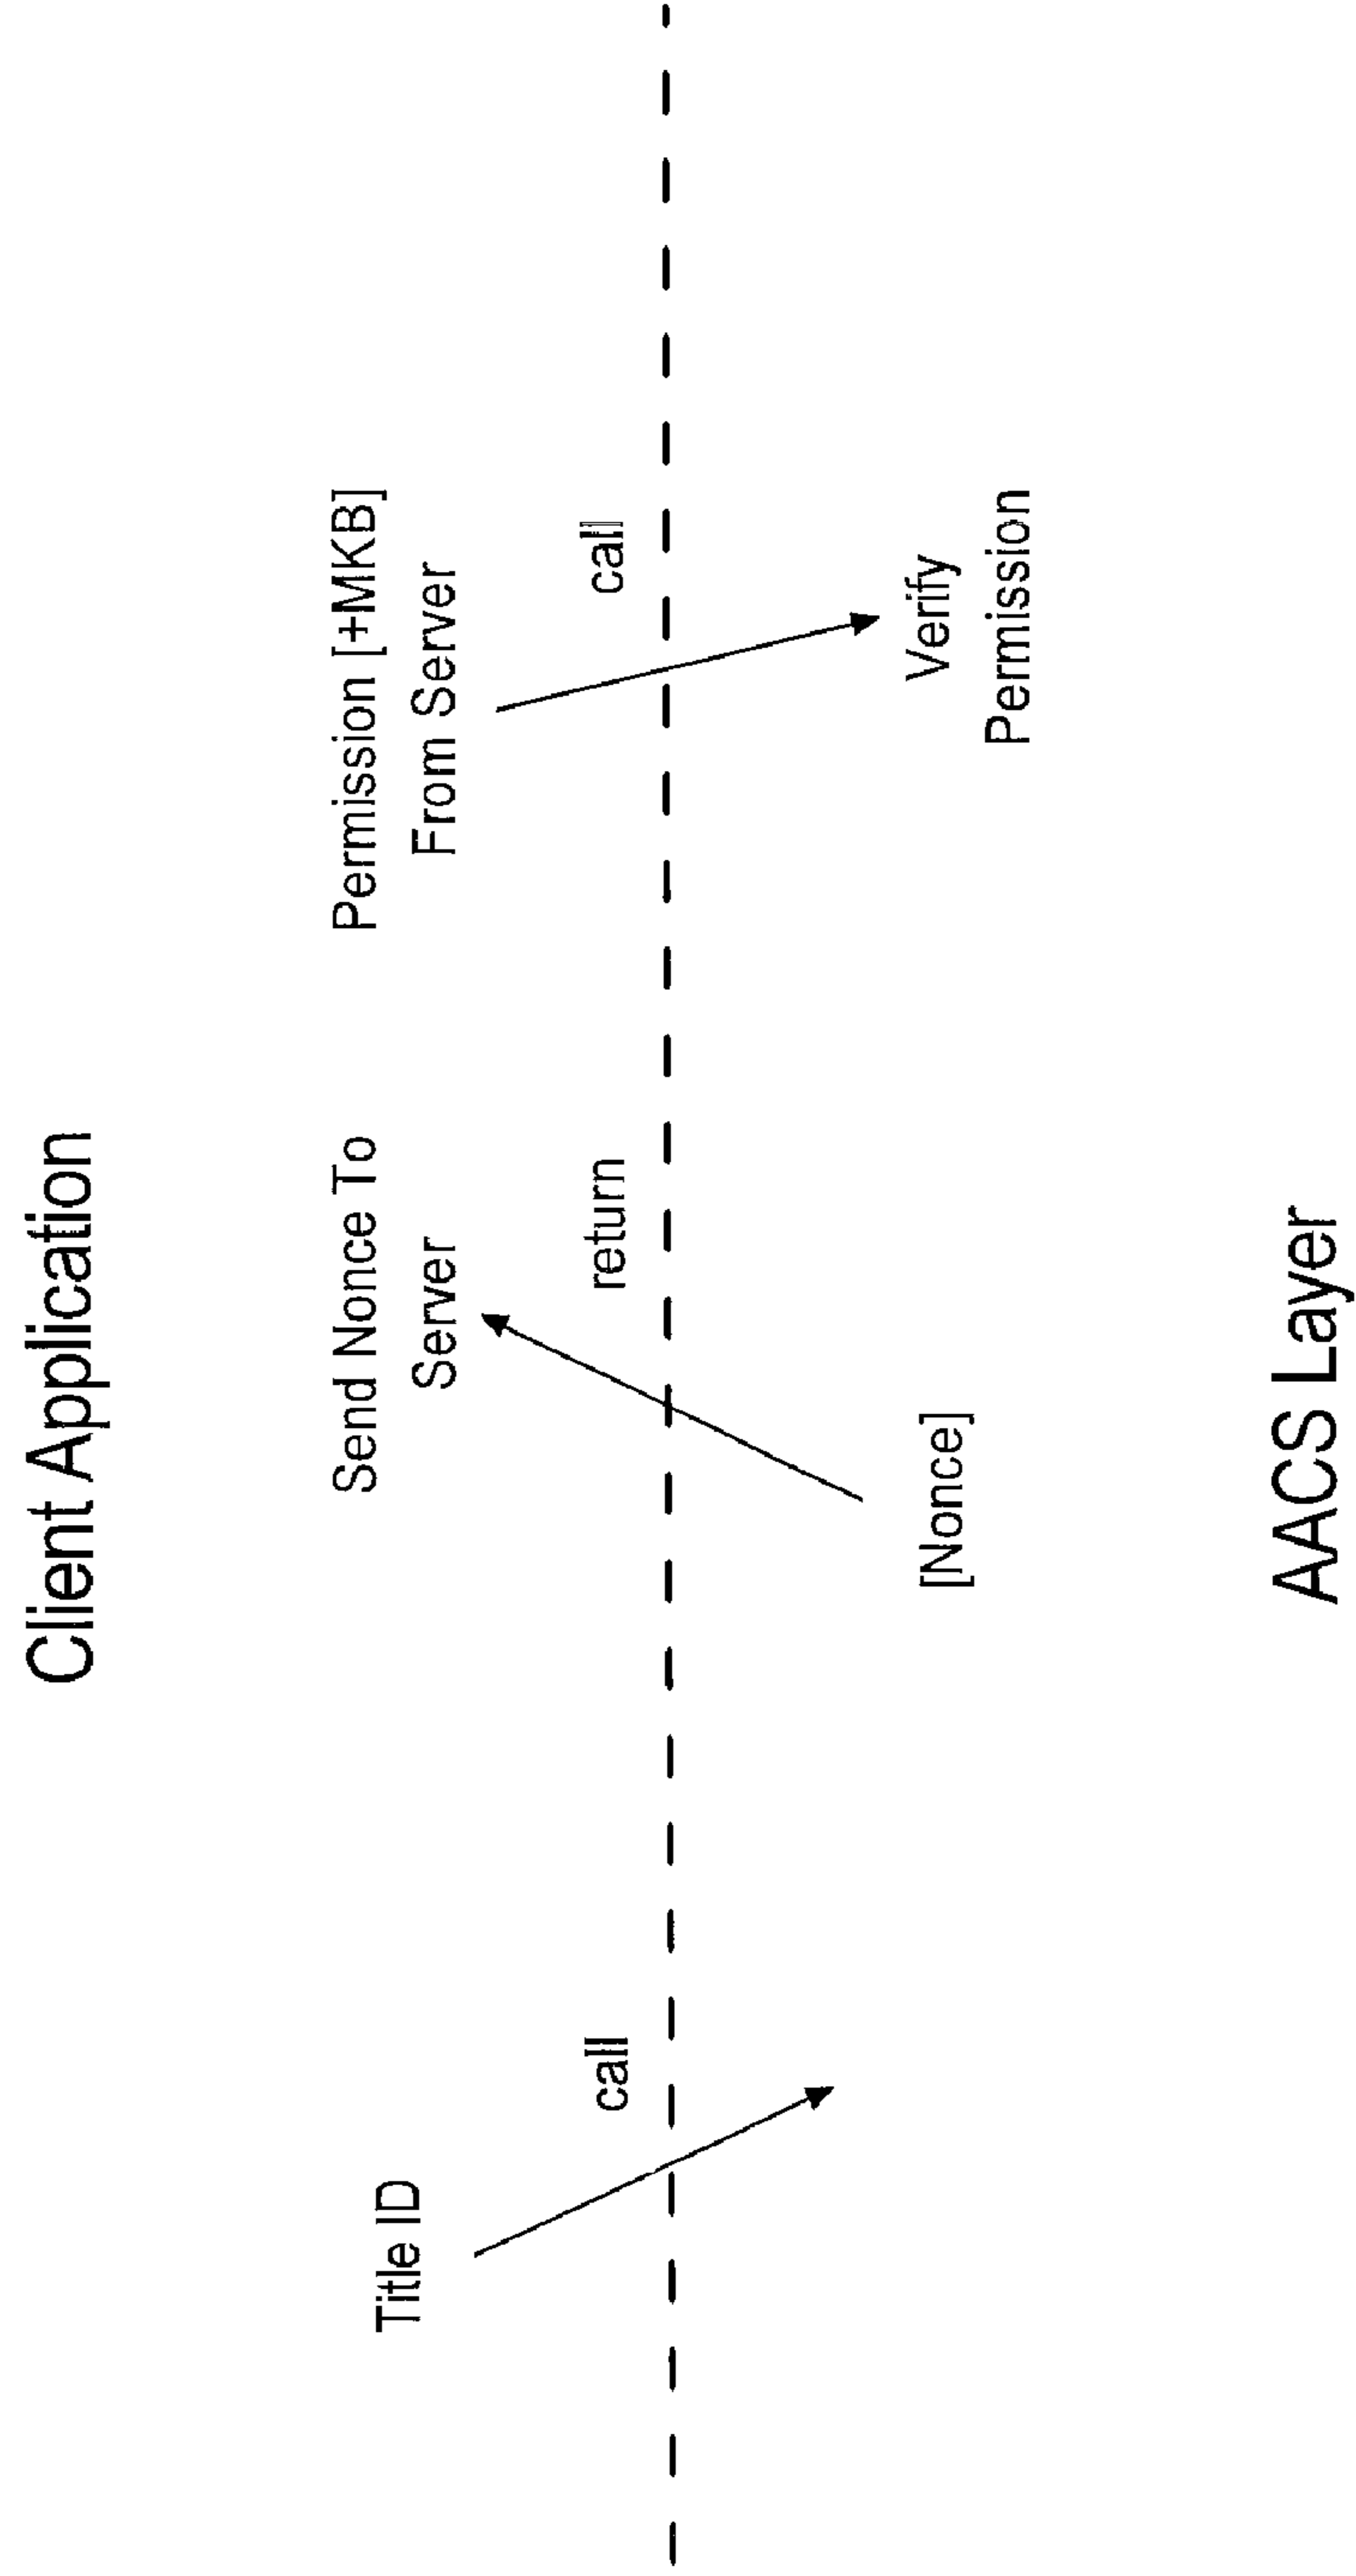 Client Application
Title ID
call
Send Nonce To
Server
return
[Nonce]
Permission [+MKB]
From Server
call
Verify
Permission
AACS Layer